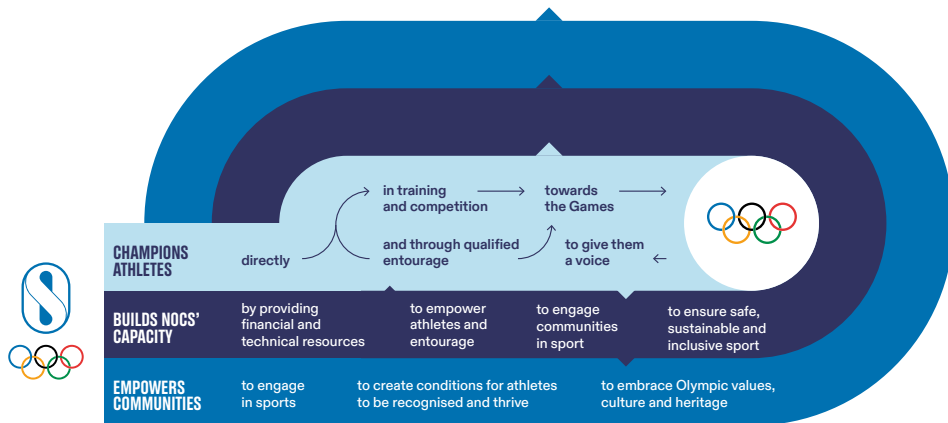 CHAMPIONS
ATHLETES
directly
in training
and competition
towards
the Games
and through qualified
entourage
to give them
a voice
BUILDS NOCS’
CAPACITY
by providing
financial and
technical resources
to empower
athletes and
entourage
to engage
communities
in sport
to ensure safe,
sustainable and
inclusive sport
EMPOWERS
COMMUNITIES
to engage
in sports
to create conditions for athletes
to be recognised and thrive
to embrace Olympic values,
culture and heritage